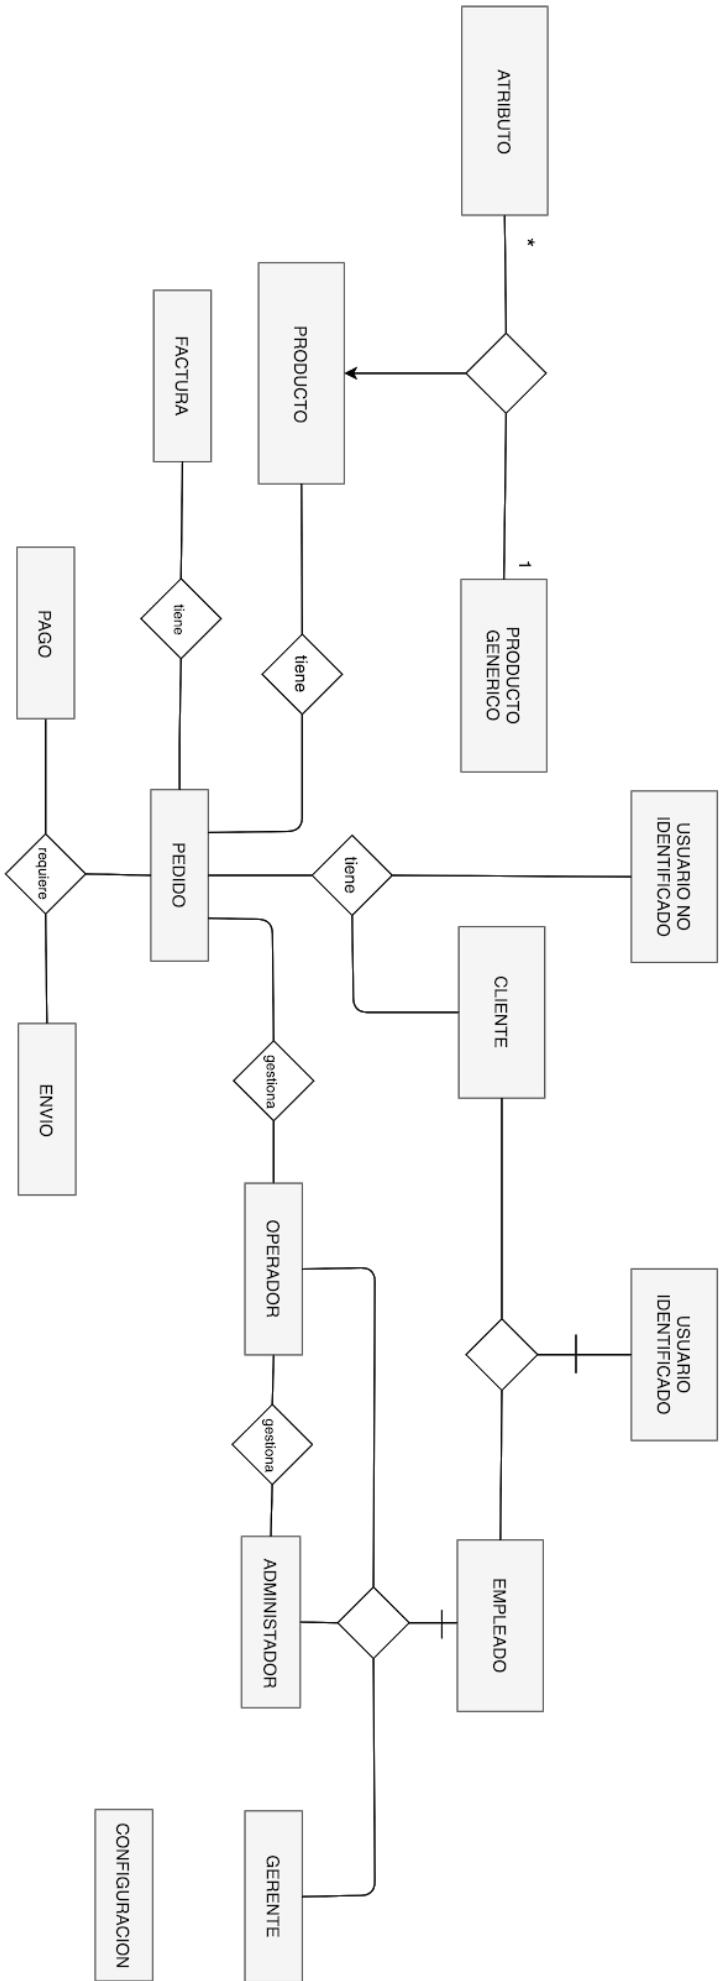 USUARIO NO
IDENTIFICADO
USUARIO
IDENTIFICADO
ATRIBUTO
*
1
PRODUCTO
GENERICO
CLIENTE
EMPLEADO
PRODUCTO
tiene
tiene
gestiona
OPERADOR
gestiona
ADMINISTADOR
GERENTE
FACTURA
tiene
PEDIDO
CONFIGURACION
PAGO
requiere
ENVIO